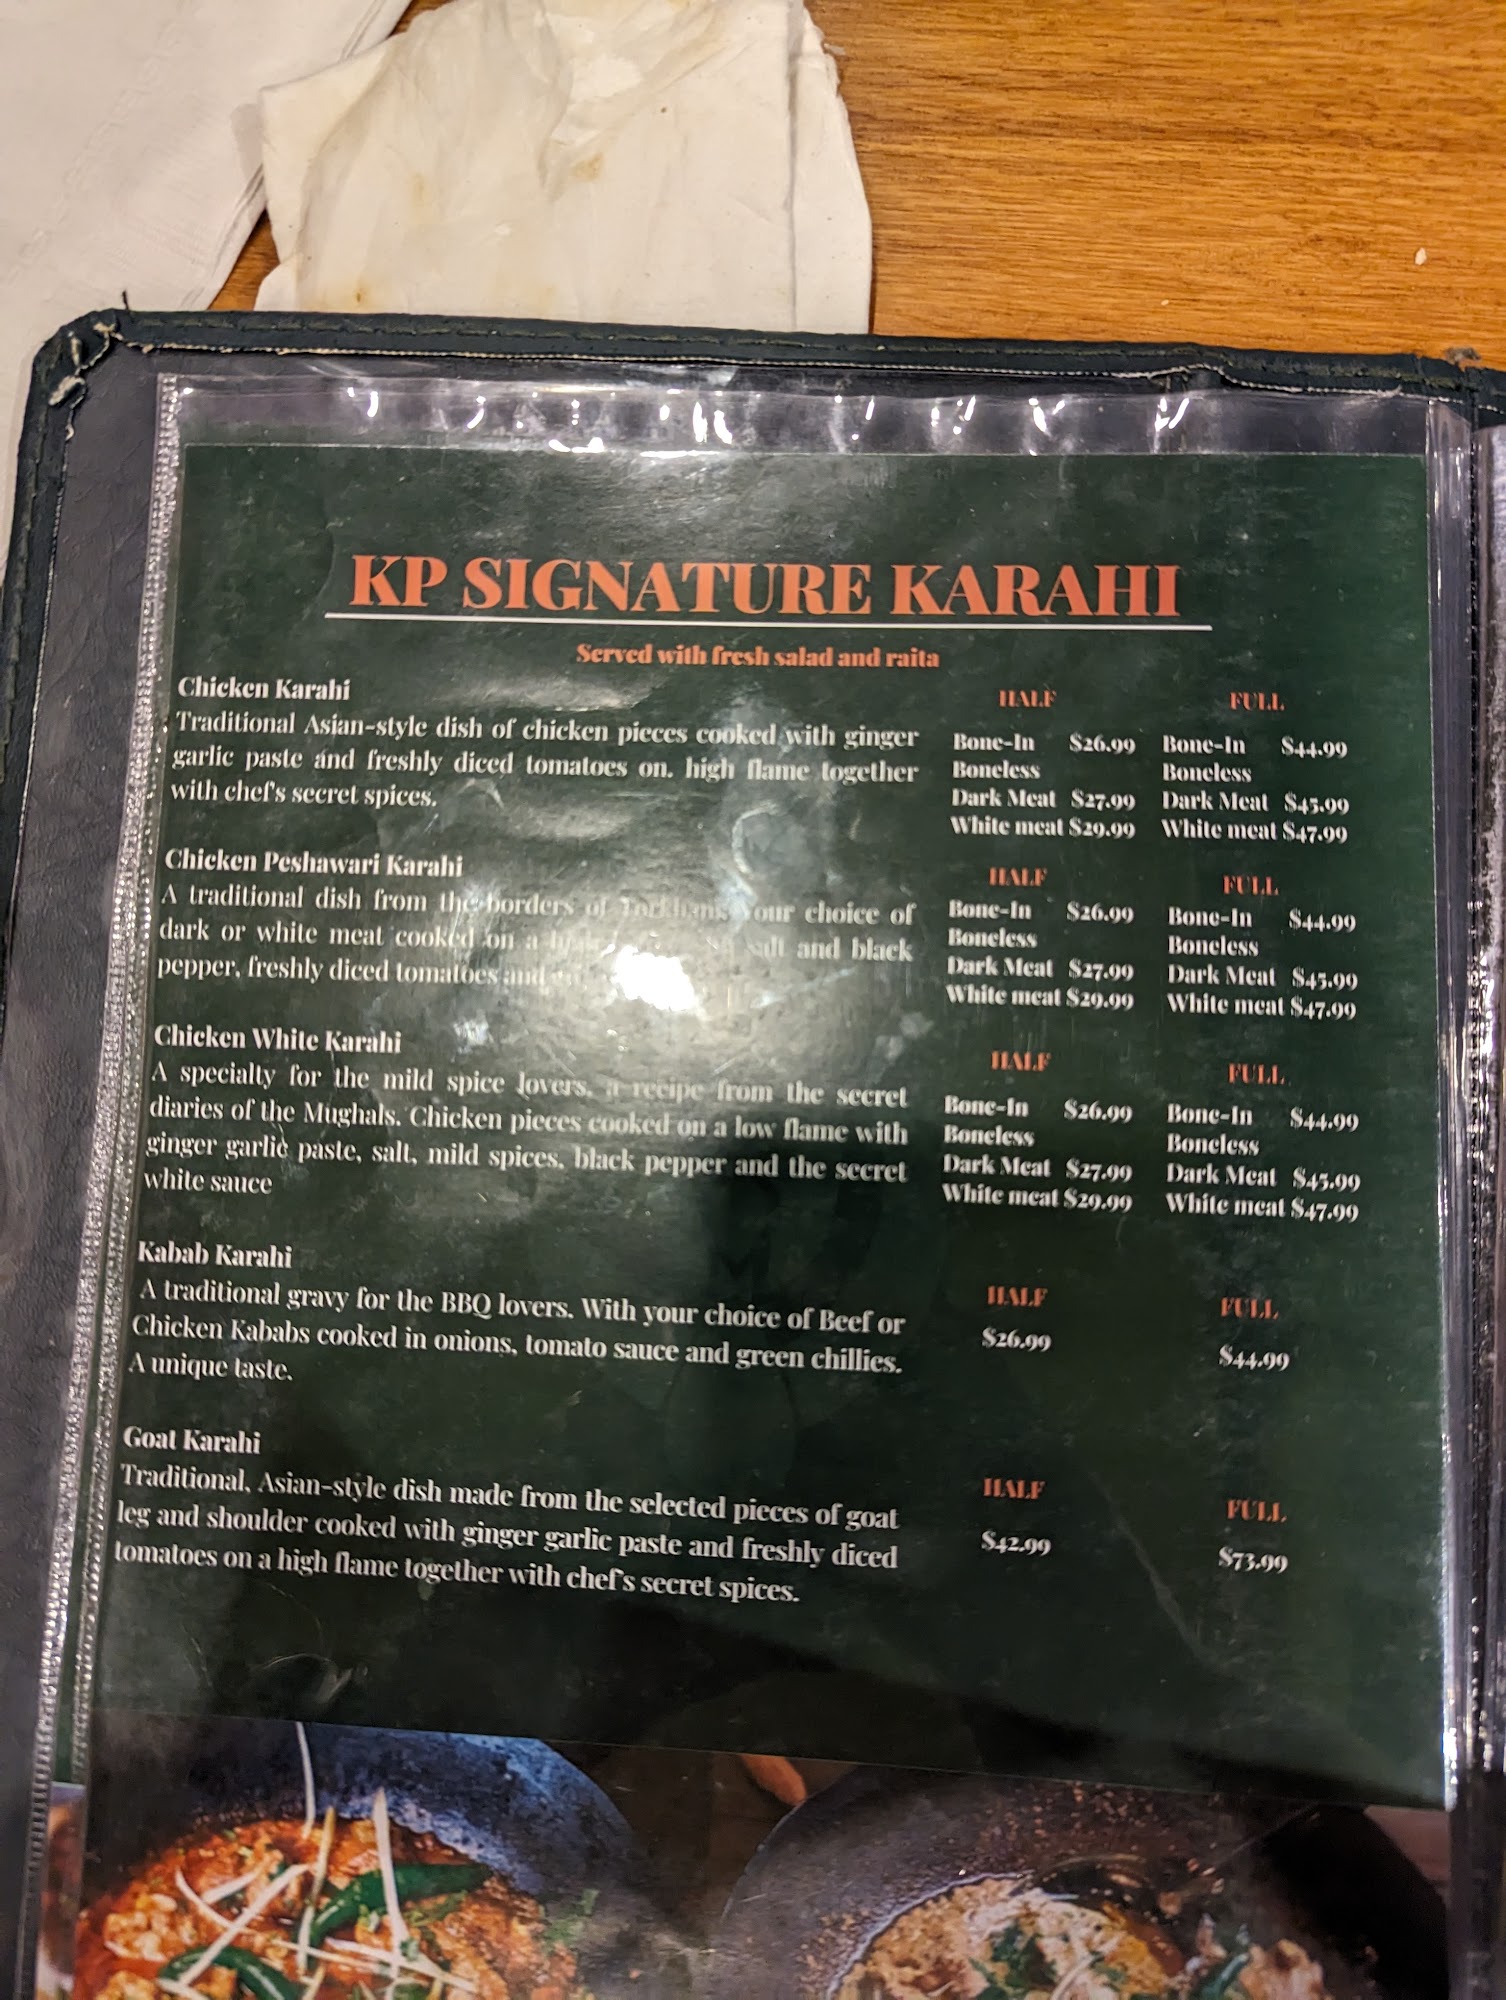 KP SIGNATURE KARAHI
Served with fresh salad and raita
Chicken Karahi
Traditional Asian-style dish of chicken pieces cooked with ginger
garlic paste and freshly diced tomatoes on. high flame together
with chef's secret spices.
HALF FULL
Bone-In $26.99 Bone-In $44.99
Boneless Boneless
Dark Meat $27.99 Dark Meat $45.99
White meat $29.99 White meat $47.99
Chicken Peshawari Karahi
A traditional dish from the borders of your choice of
dark or white meat cooked on a salt and black
pepper, freshly diced tomatoes and
HALF FULL
Bone-In $26.99 Bone-In $44.99
Boneless Boneless
Dark Meat $27.99 Dark Meat $45.99
White meat $29.99 White meat $47.99
Chicken White Karahi
A specialty for the mild spice lovers, a recipe from the secret
diaries of the Mughals. Chicken pieces cooked on a low flame with
ginger garlic paste, salt, mild spices, black pepper and the secret
white sauce
HALF FULL
Bone-In $26.99 Bone-In $44.99
Boneless Boneless
Dark Meat $27.99 Dark Meat $45.99
White meat $29.99 White meat $47.99
Kabab Karahi
A traditional gravy for the BBQ lovers. With your choice of Beef or
Chicken Kababs cooked in onions, tomato sauce and green chillies.
A unique taste.
HALF FULL
$26.99 $44.99
Goat Karahi
Traditional, Asian-style dish made from the selected pieces of goat
leg and shoulder cooked with ginger garlic paste and freshly diced
tomatoes on a high flame together with chef's secret spices.
HALF FULL
$42.99 $73.99